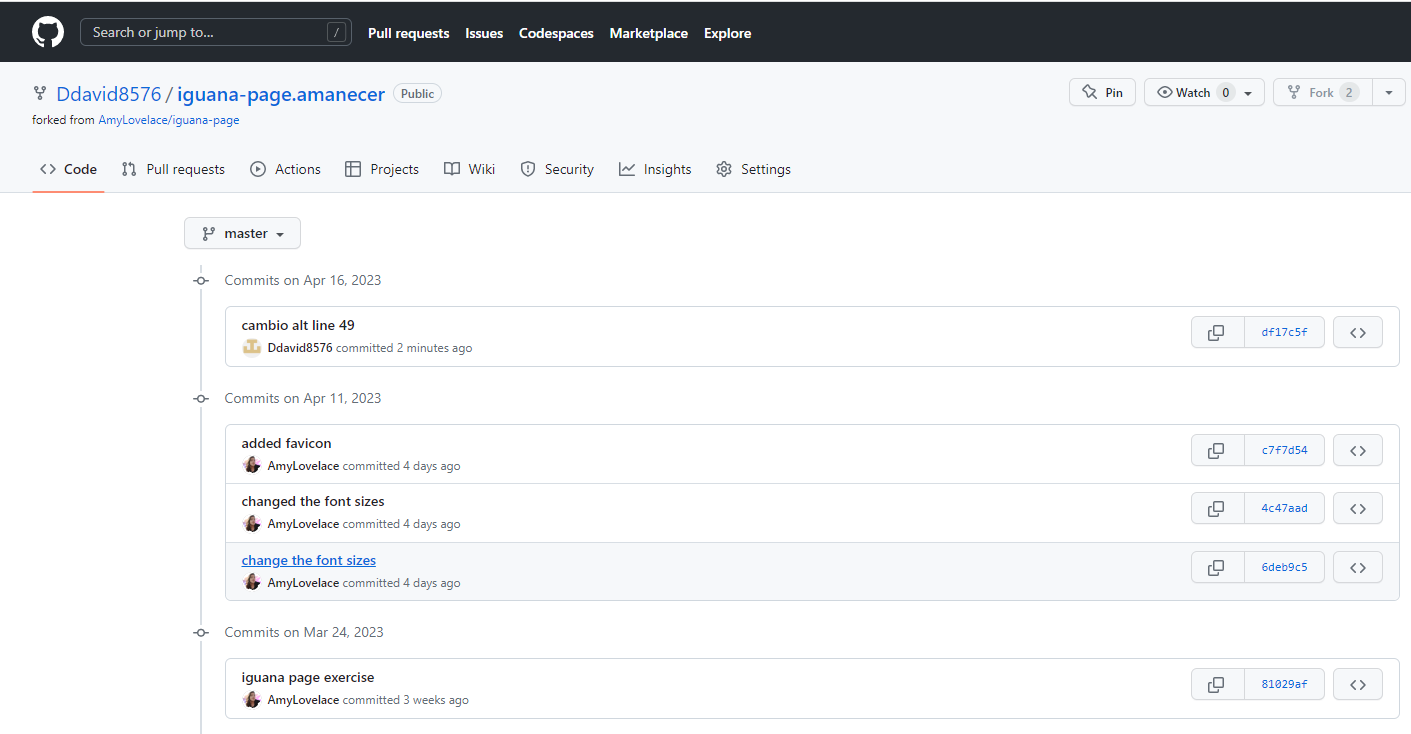 Search or jump to... /
Pull requests Issues Codespaces Marketplace Explore
Ddavid8576 / iguana-page.amanecer Public
Pin Watch 0 Fork 2
forked from AmyLovelace/iguana-page
Code Pull requests Actions Projects Wiki Security Insights Settings
master
Commits on Apr 16, 2023
cambio alt line 49
Ddavid8576 committed 2 minutes ago
df17c5f
Commits on Apr 11, 2023
added favicon
AmyLovelace committed 4 days ago
c7f7d54
changed the font sizes
AmyLovelace committed 4 days ago
4c47aad
change the font sizes
AmyLovelace committed 4 days ago
6deb9c5
Commits on Mar 24, 2023
iguana page exercise
AmyLovelace committed 3 weeks ago
81029af